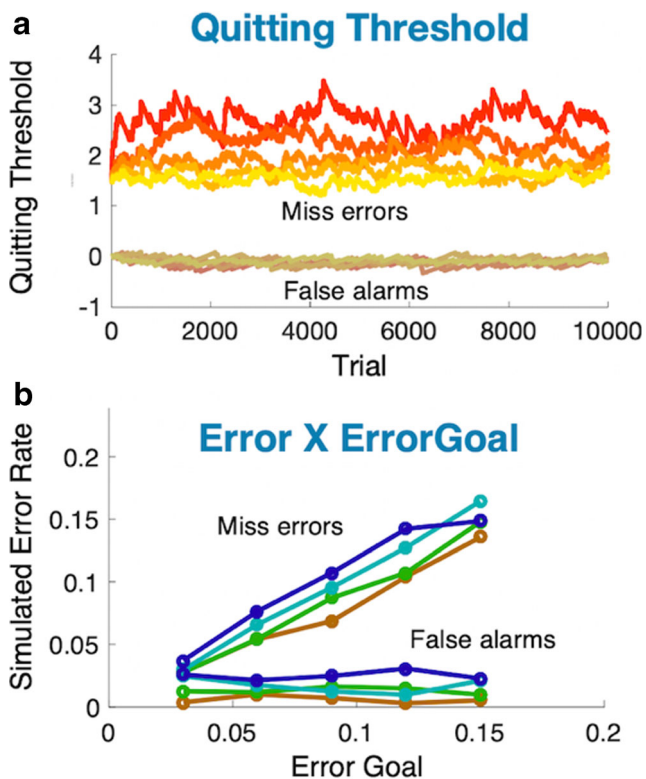 a
Quitting Threshold
Quitting Threshold
4
3
2
1
0
-1
Miss errors
False alarms
0 2000 4000 6000 8000 10000
Trial
b
Error X ErrorGoal
Simulated Error Rate
0.2
0.15
0.1
0.05
0
Miss errors
False alarms
0 0.05 0.1 0.15 0.2
Error Goal